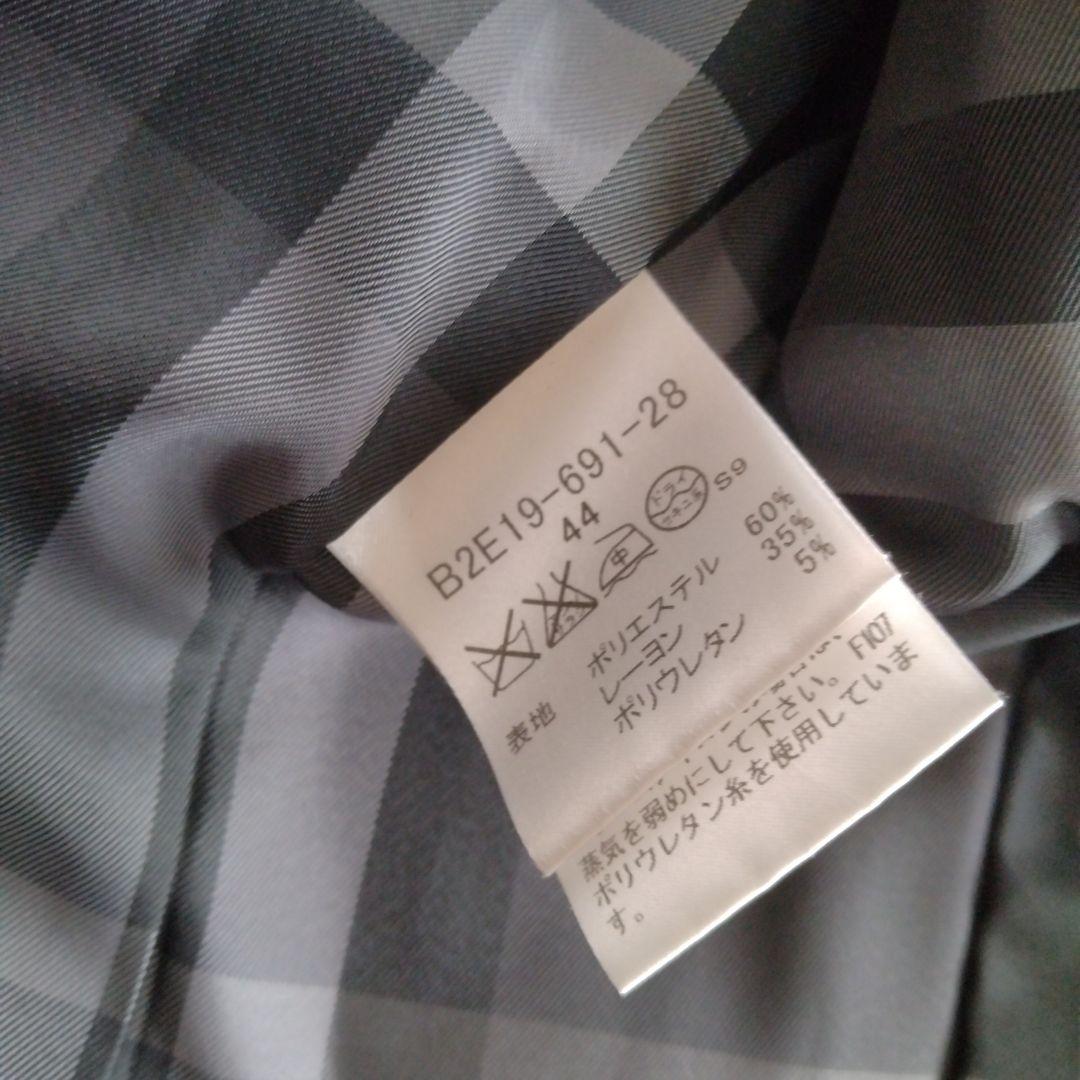 B2E19-691-28
44
中 ドライ セキユ系 S9
表地 ポリエステル 60%
レーヨン 35%
ポリウレタン 5%
F107
蒸気を弱めにして下さい。
ポリウレタン糸を使用していま
す。